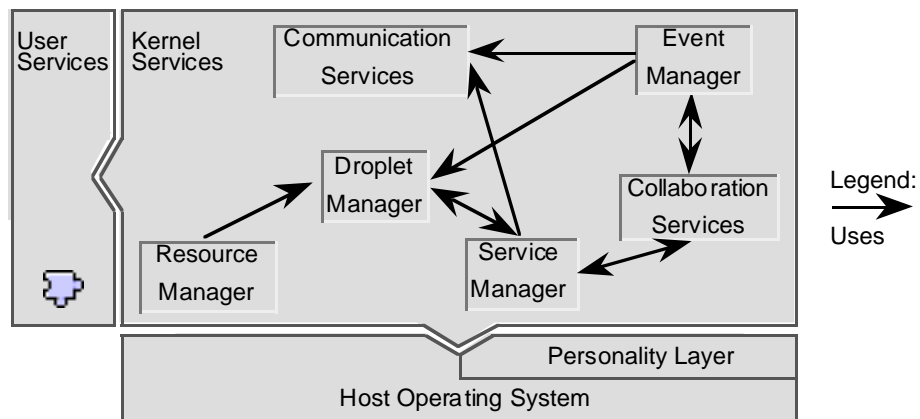 User
Services
Kernel
Services
Communication
Services
Event
Manager
Droplet
Manager
Collaboration
Services
Resource
Manager
Service
Manager
Legend:
Uses
Personality Layer
Host Operating System